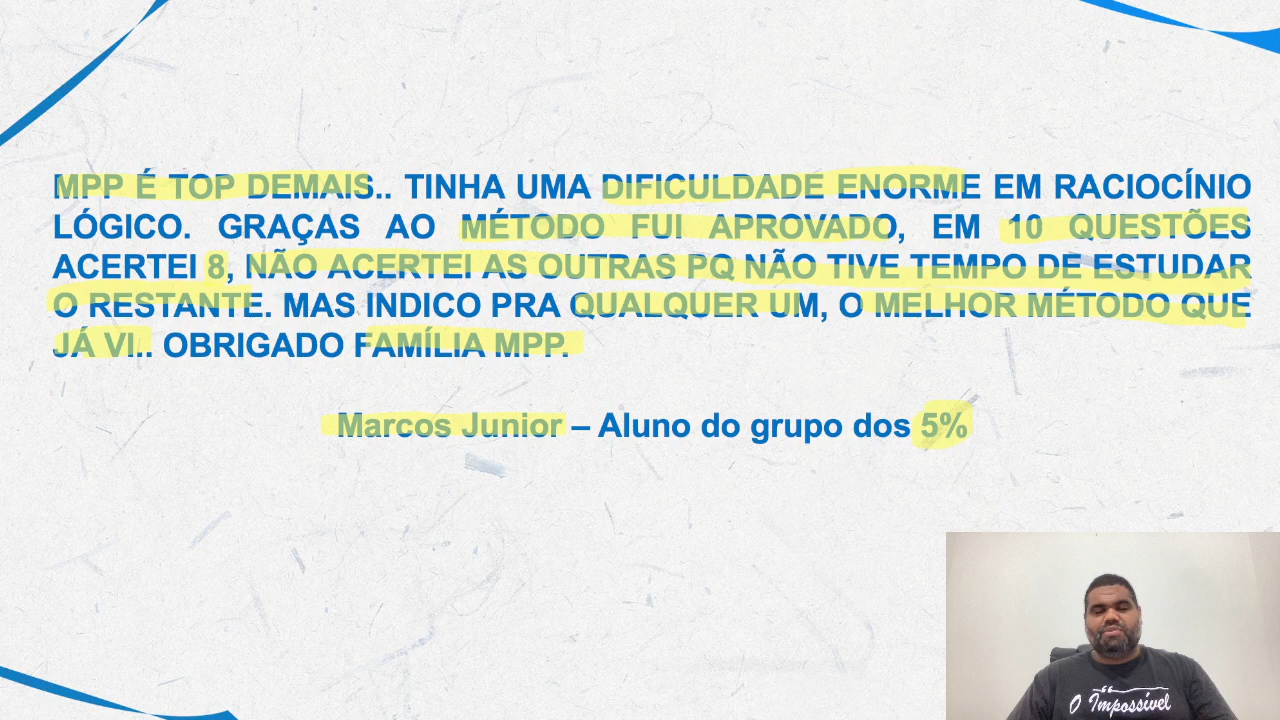 MPP É TOP DEMAIS.. TINHA UMA DIFICULDADE ENORME EM RACIOCÍNIO
LÓGICO. GRAÇAS AO MÉTODO FUI APROVADO, EM 10 QUESTÕES
ACERTEI 8, NÃO ACERTEI AS OUTRAS PQ NÃO TIVE TEMPO DE ESTUDAR
O RESTANTE. MAS INDICO PRA QUALQUER UM, O MELHOR MÉTODO QUE
JÁ VI.. OBRIGADO FAMÍLIA MPP.
Marcos Junior – Aluno do grupo dos 5%
O Impossível